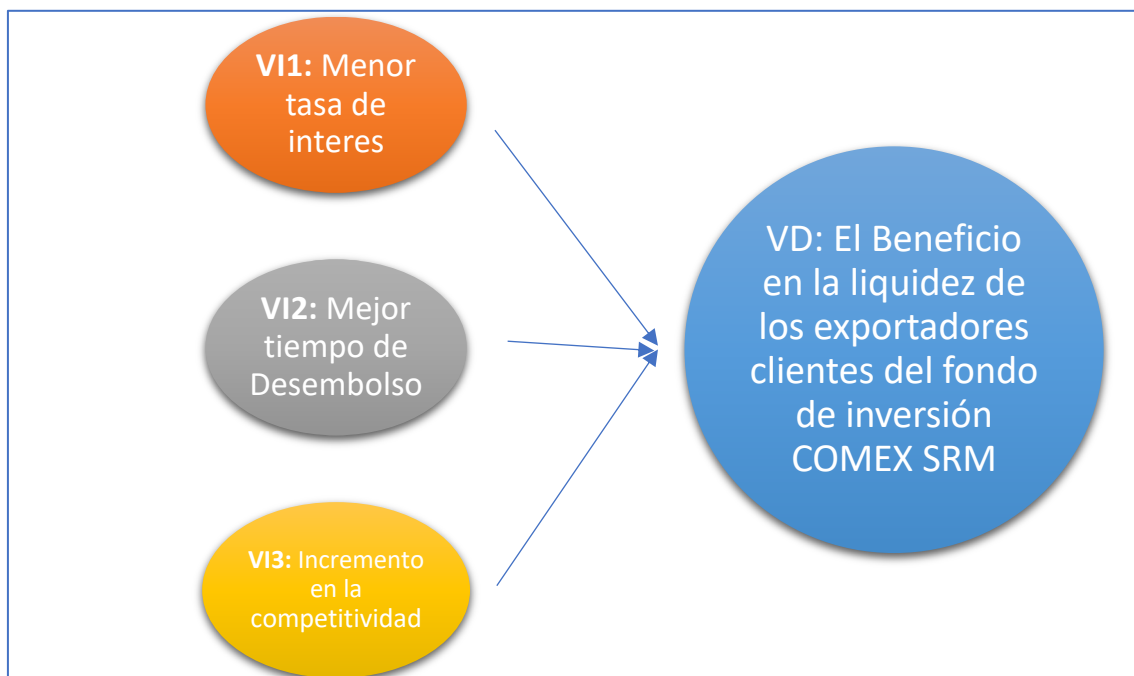 VI1: Menor
tasa de
interes
VI2: Mejor
tiempo de
Desembolso
VI3: Incremento
en la
competitividad
VD: El Beneficio
en la liquidez de
los exportadores
clientes del fondo
de inversión
COMEX SRM